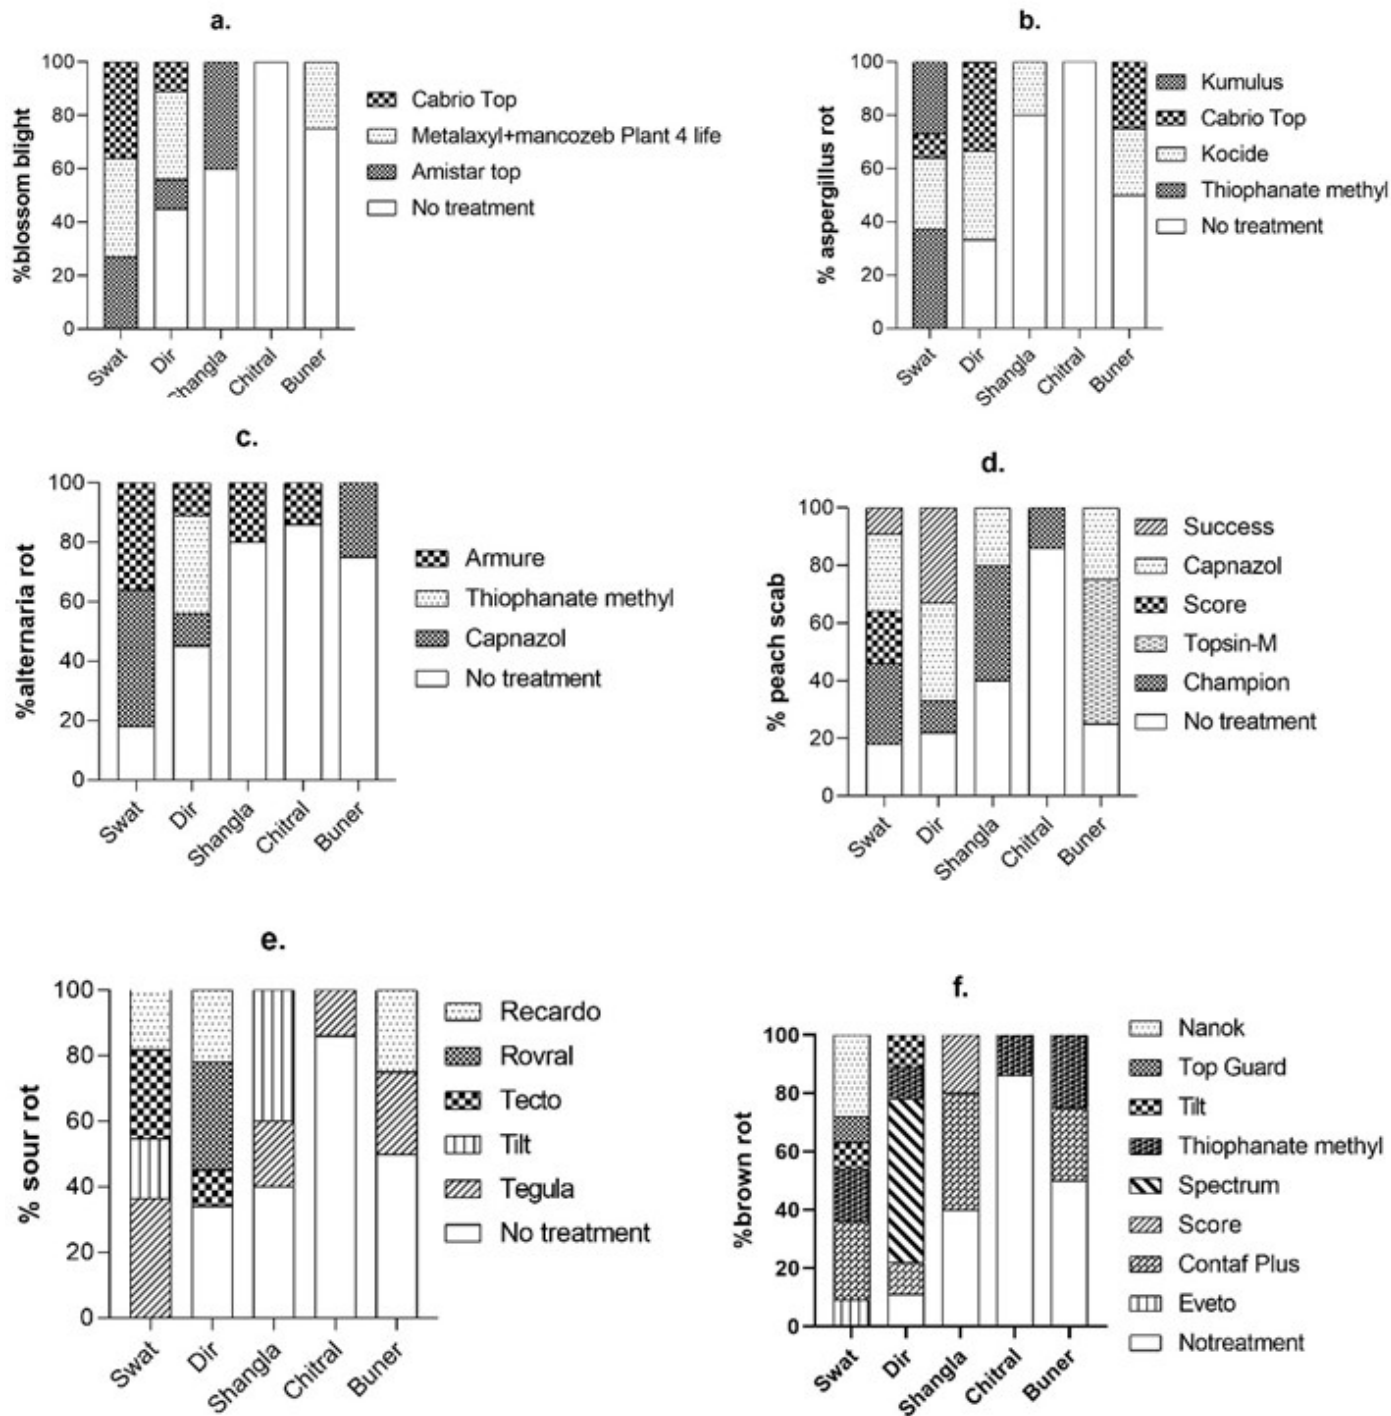 a.
%blossom blight
100
80
60
40
20
0
Swat
Dir
Shangla
Chitral
Buner
Cabrio Top
Metalaxyl+mancozeb Plant 4 life
Amistar top
No treatment
b.
% aspergillus rot
100
80
60
40
20
0
Swat
Dir
Shangla
Chitral
Buner
Kumulus
Cabrio Top
Kocide
Thiophanate methyl
No treatment
c.
%alternaria rot
100
80
60
40
20
0
Swat
Dir
Shangla
Chitral
Buner
Armure
Thiophanate methyl
Capnazol
No treatment
d.
% peach scab
100
80
60
40
20
0
Swat
Dir
Shangla
Chitral
Buner
Success
Capnazol
Score
Topsin-M
Champion
No treatment
e.
% sour rot
100
80
60
40
20
0
Swat
Dir
Shangla
Chitral
Buner
Recardo
Rovral
Tecto
Tilt
Tegula
No treatment
f.
%brown rot
100
80
60
40
20
0
Swat
Dir
Shangla
Chitral
Buner
Nanok
Top Guard
Tilt
Thiophanate methyl
Spectrum
Score
Contaf Plus
Eveto
Notreatment